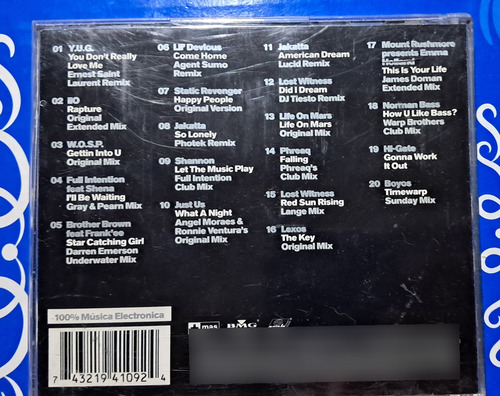 01 Y.U.G.
You Don't Really
Love Me
Ernest Saint
Laurent Remix
02 IIO
Rapture
Original
Extended Mix
03 W.O.S.P.
Gettin Into U
Original Mix
04 Full Intention
feat Shena
I'll Be Waiting
Gray & Pearn Mix
05 Brother Brown
feat Frank'ee
Star Catching Girl
Darren Emerson
Underwater Mix
06 Lil' Devious
Come Home
Agent Sumo
Remix
07 Static Revenger
Happy People
Original Version
08 Jakatta
So Lonely
Photek Remix
09 Shannon
Let The Music Play
Full Intention
Club Mix
10 Just Us
What A Night
Angel Moraes &
Ronnie Ventura's
Original Mix
11 Jakatta
American Dream
Lucid Remix
12 Lost Witness
Did I Dream
DJ Tiesto Remix
13 Life On Mars
Life On Mars
Original Mix
14 Phreaq
Falling
Phreaq's
Club Mix
15 Lost Witness
Red Sun Rising
Lange Mix
16 Lexos
The Key
Original Mix
17 Mount Rushmore
presents Emma
This Is Your Life
James Doman
Extended Mix
18 Norman Bass
How U Like Bass?
Warp Brothers
Club Mix
19 Hi-Gate
Gonna Work
It Out
20 Boyos
Timewarp
Sunday Mix
100% Música Electronica
mas
BMG
7 43219 41092 4